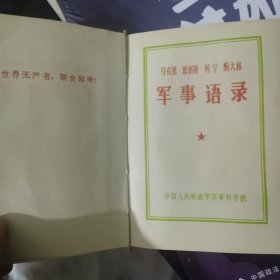 世界无产者，联合起来！
马克思 恩格斯 列宁 斯大林
军事语录
中国人民解放军军事科学院